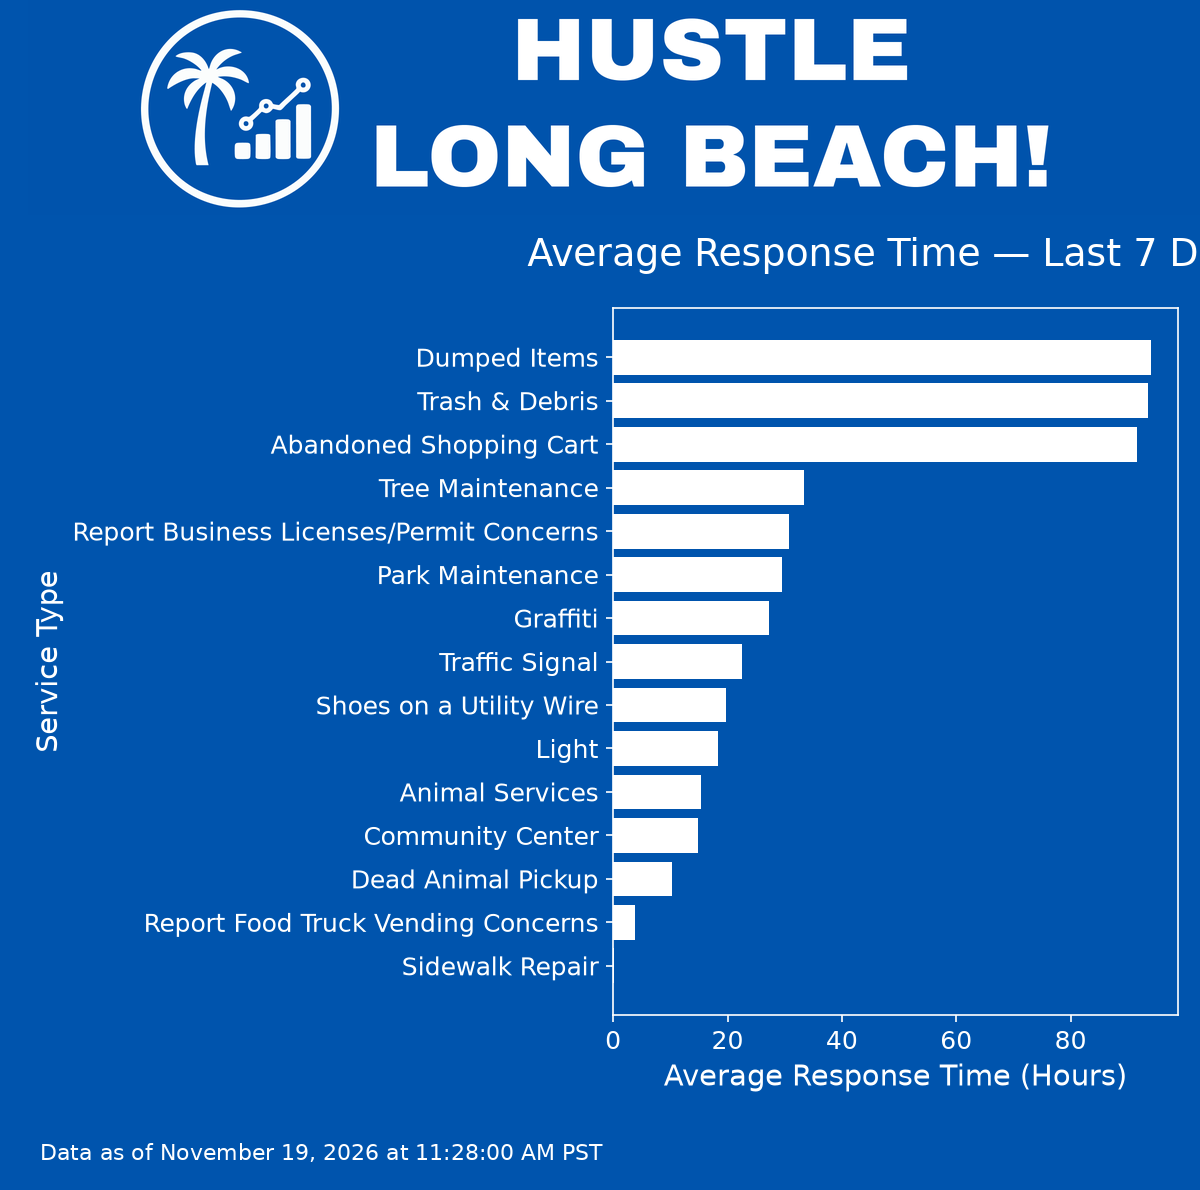 HUSTLE
LONG BEACH!
Average Response Time — Last 7 D
Dumped Items
Trash & Debris
Abandoned Shopping Cart
Tree Maintenance
Report Business Licenses/Permit Concerns
Park Maintenance
Graffiti
Traffic Signal
Shoes on a Utility Wire
Light
Animal Services
Community Center
Dead Animal Pickup
Report Food Truck Vending Concerns
Sidewalk Repair
Service Type
0 20 40 60 80
Average Response Time (Hours)
Data as of November 19, 2026 at 11:28:00 AM PST